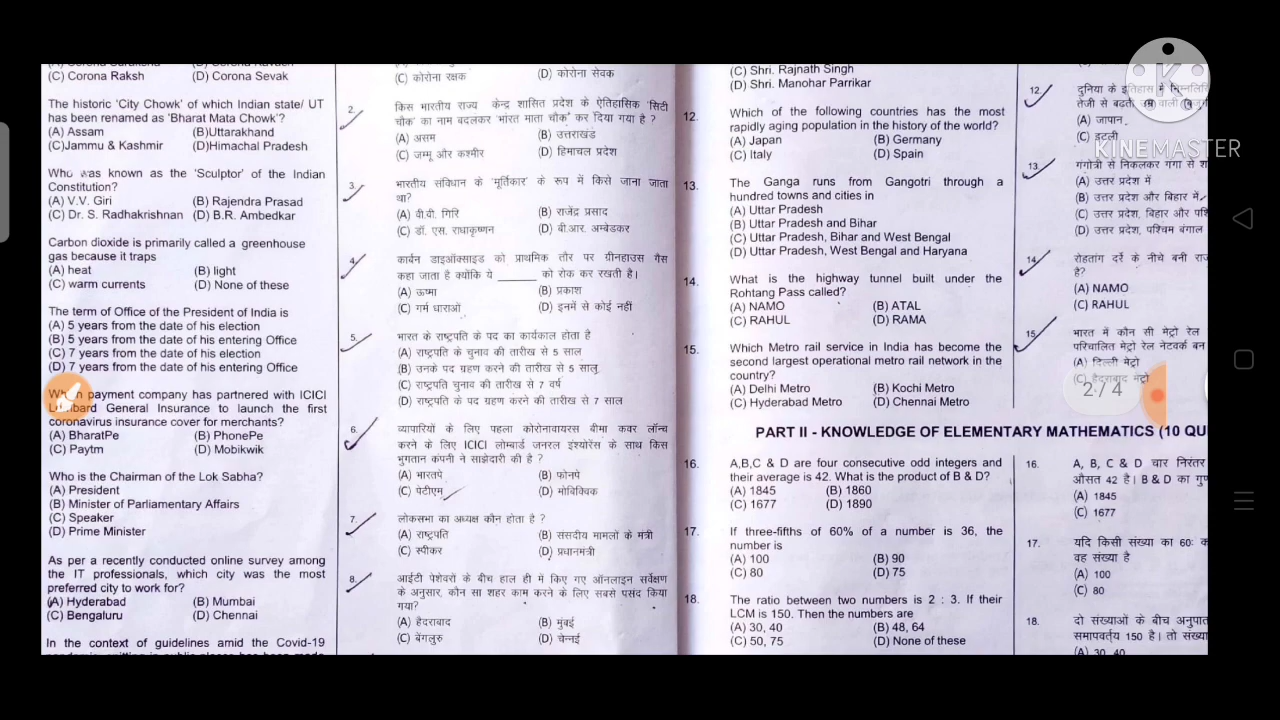 (C) Corona Raksh (D) Corona Sevak
The historic 'City Chowk' of which Indian state/ UT
has been renamed as 'Bharat Mata Chowk'?
(A) Assam (B)Uttarakhand
(C)Jammu & Kashmir (D)Himachal Pradesh
Who was known as the 'Sculptor' of the Indian
Constitution?
(A) V.V. Giri (B) Rajendra Prasad
(C) Dr. S. Radhakrishnan (D) B.R. Ambedkar
Carbon dioxide is primarily called a greenhouse
gas because it traps
(A) heat (B) light
(C) warm currents (D) None of these
The term of Office of the President of India is
(A) 5 years from the date of his election
(B) 5 years from the date of his entering Office
(C) 7 years from the date of his election
(D) 7 years from the date of his entering Office
payment company has partnered with ICICI
General Insurance to launch the first
coronavirus insurance cover for merchants?
(A) BharatPe (B) PhonePe
(C) Paytm (D) Mobikwik
Who is the Chairman of the Lok Sabha?
(A) President
(B) Minister of Parliamentary Affairs
(C) Speaker
(D) Prime Minister
As per a recently conducted online survey among
the IT professionals, which city was the most
preferred city to work for?
(A) Hyderabad (B) Mumbai
(C) Bengaluru (D) Chennai
In the context of guidelines amid the Covid-19
(C) कोरोना रक्षक (D) कोरोना सेवक
2. किस भारतीय राज्य केन्द्र शासित प्रदेश के ऐतिहासिक 'सिटी
चौक' का नाम बदलकर 'भारत माता चौक' कर दिया गया है ?
(A) असम (B) उत्तराखंड
(C) जम्मू और कश्मीर (D) हिमाचल प्रदेश
3. भारतीय संविधान के 'मूर्तिकार' के रूप में किसे जाना जाता
था?
(A) वी.वी. गिरि (B) राजेंद्र प्रसाद
(C) डॉ. एस. राधाकृष्णन (D) बी.आर. अम्बेडकर
4. कार्बन डाइऑक्साइड को प्राथमिक तौर पर ग्रीनहाउस गैस
कहा जाता है क्योंकि ये ______ को रोक कर रखती है।
(A) ऊष्मा (B) प्रकाश
(C) गर्म धाराओं (D) इनमें से कोई नहीं
5. भारत के राष्ट्रपति के पद का कार्यकाल होता है
(A) राष्ट्रपति के चुनाव की तारीख से 5 साल
(B) उनके पद ग्रहण करने की तारीख से 5 साल
(C) राष्ट्रपति चुनाव की तारीख से 7 वर्ष
(D) राष्ट्रपति के पद ग्रहण करने की तारीख से 7 साल
6. व्यापारियों के लिए पहला कोरोनावायरस बीमा कवर लॉन्च
करने के लिए ICICI लोम्बार्ड जनरल इंश्योरेंस के साथ किस
भुगतान कंपनी ने साझेदारी की है ?
(A) भारतपे (B) फोनपे
(C) पेटीएम (D) मोबिक्विक
7. लोकसभा का अध्यक्ष कौन होता है ?
(A) राष्ट्रपति (B) संसदीय मामलों के मंत्री
(C) स्पीकर (D) प्रधानमंत्री
8. आईटी पेशेवरों के बीच हाल ही में किए गए ऑनलाइन सर्वेक्षण
के अनुसार, कौन सा शहर काम करने के लिए सबसे पसंद किया
गया?
(A) हैदराबाद (B) मुंबई
(C) बेंगलुरु (D) चेन्नई
(C) Shri. Rajnath Singh
(D) Shri. Manohar Parrikar
12. Which of the following countries has the most
rapidly aging population in the history of the world?
(A) Japan (B) Germany
(C) Italy (D) Spain
13. The Ganga runs from Gangotri through a
hundred towns and cities in
(A) Uttar Pradesh
(B) Uttar Pradesh and Bihar
(C) Uttar Pradesh, Bihar and West Bengal
(D) Uttar Pradesh, West Bengal and Haryana
14. What is the highway tunnel built under the
Rohtang Pass called?
(A) NAMO (B) ATAL
(C) RAHUL (D) RAMA
15. Which Metro rail service in India has become the
second largest operational metro rail network in the
country?
(A) Delhi Metro (B) Kochi Metro
(C) Hyderabad Metro (D) Chennai Metro
PART II - KNOWLEDGE OF ELEMENTARY MATHEMATICS (10 QU
16. A,B,C & D are four consecutive odd integers and
their average is 42. What is the product of B & D?
(A) 1845 (B) 1860
(C) 1677 (D) 1890
17. If three-fifths of 60% of a number is 36, the
number is
(A) 100 (B) 90
(C) 80 (D) 75
18. The ratio between two numbers is 2 : 3. If their
LCM is 150. Then the numbers are
(A) 30, 40 (B) 48, 64
(C) 50, 75 (D) None of these
12. दुनिया के इतिहास में
तेजी से बढती
(A) जापान
(C) इटली
KINEMASTER
13. गंगोत्री से निकलकर गंगा से
(A) उत्तर प्रदेश में
(B) उत्तर प्रदेश और बिहार में
(C) उत्तर प्रदेश, बिहार और
(D) उत्तर प्रदेश, पश्चिम बंगाल
14. रोहतांग दर्रे के नीचे बनी
है?
(A) NAMO
(C) RAHUL
15. भारत में कौन सी मेट्रो रेल
परिचालित मेट्रो रेल नेटवर्क बन
(A) दिल्ली मेट्रो
(C) हैदराबाद मेट्रो
2/4
16. A, B, C & D चार निरंतर
औसत 42 है। B & D का
(A) 1845
(C) 1677
17. यदि किसी संख्या का 60:
वह संख्या है
(A) 100
(C) 80
18. दो संख्याओं के बीच अनुपात
समापवर्त्य 150 है। तो
(A) 30, 40